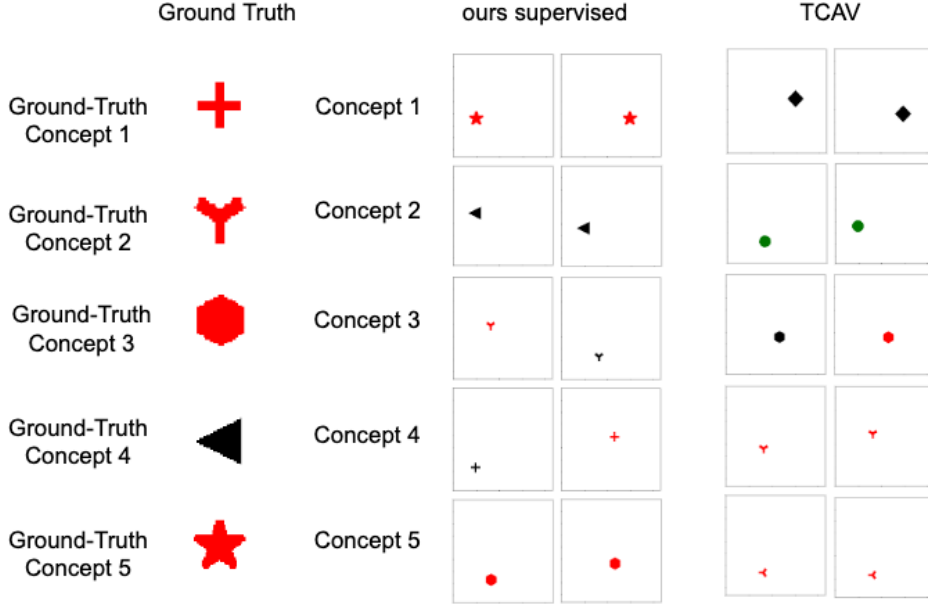 Ground Truth
ours supervised
TCAV
Ground-Truth
Concept 1
Concept 1
Ground-Truth
Concept 2
Concept 2
Ground-Truth
Concept 3
Concept 3
Ground-Truth
Concept 4
Concept 4
Ground-Truth
Concept 5
Concept 5